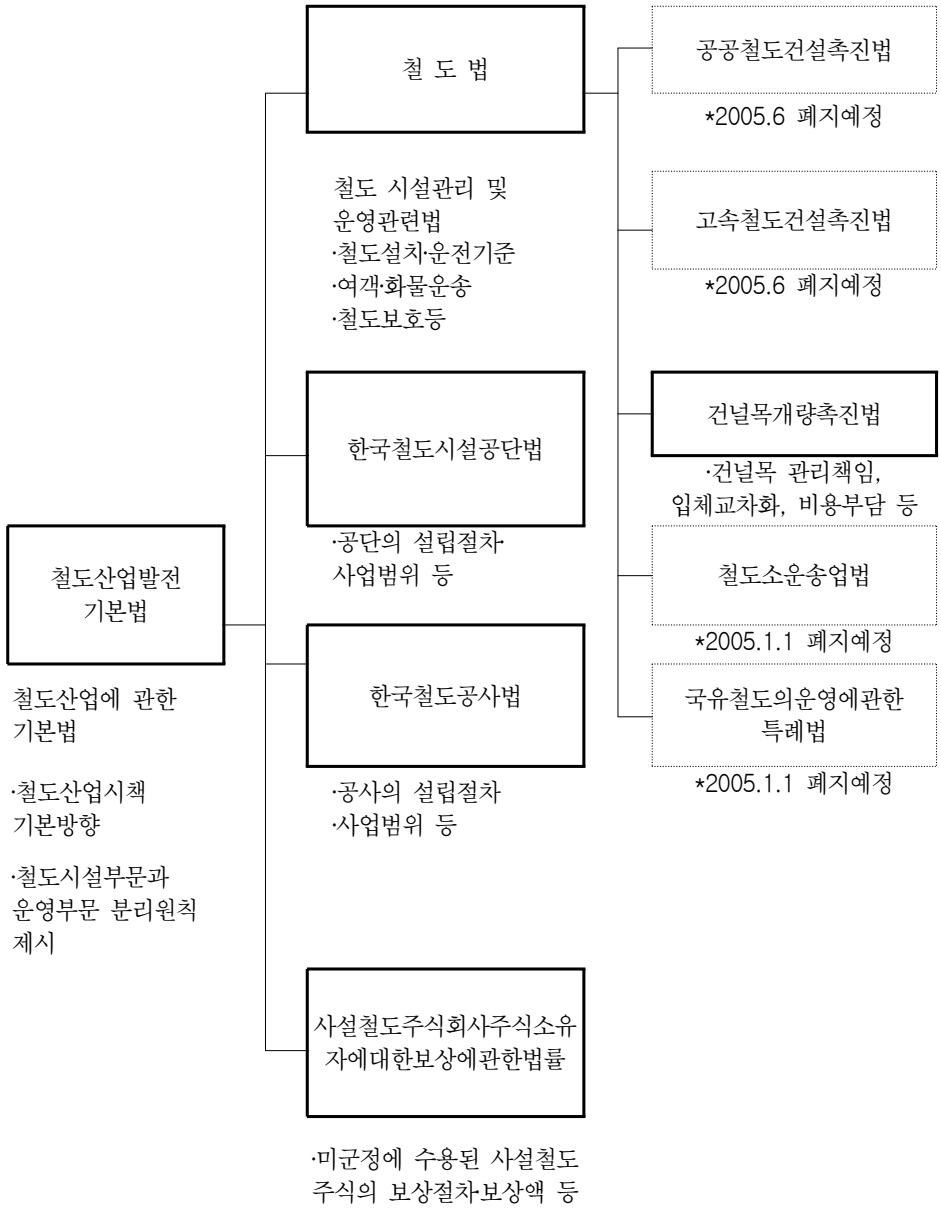 철도산업발전
기본법
철도산업에 관한
기본법
·철도산업시책
기본방향
·철도시설부문과
운영부문 분리원칙
제시
철 도 법
철도 시설관리 및
운영관련법
·철도설치·운전기준
·여객·화물운송
·철도보호등
한국철도시설공단법
·공단의 설립절차·
사업범위 등
한국철도공사법
·공사의 설립절차
·사업범위 등
사설철도주식회사주식소유
자에대한보상에관한법률
·미군정에 수용된 사설철도
주식의 보상절차·보상액 등
공공철도건설촉진법
*2005.6 폐지예정
고속철도건설촉진법
*2005.6 폐지예정
건널목개량촉진법
·건널목 관리책임,
입체교차화, 비용부담 등
철도소운송업법
*2005.1.1 폐지예정
국유철도의운영에관한
특례법
*2005.1.1 폐지예정